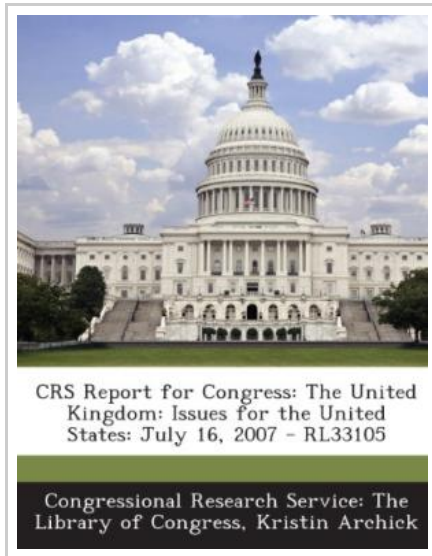 CRS Report for Congress: The United
Kingdom: Issues for the United
States: July 16, 2007 - RL33105
Congressional Research Service: The
Library of Congress, Kristin Archick